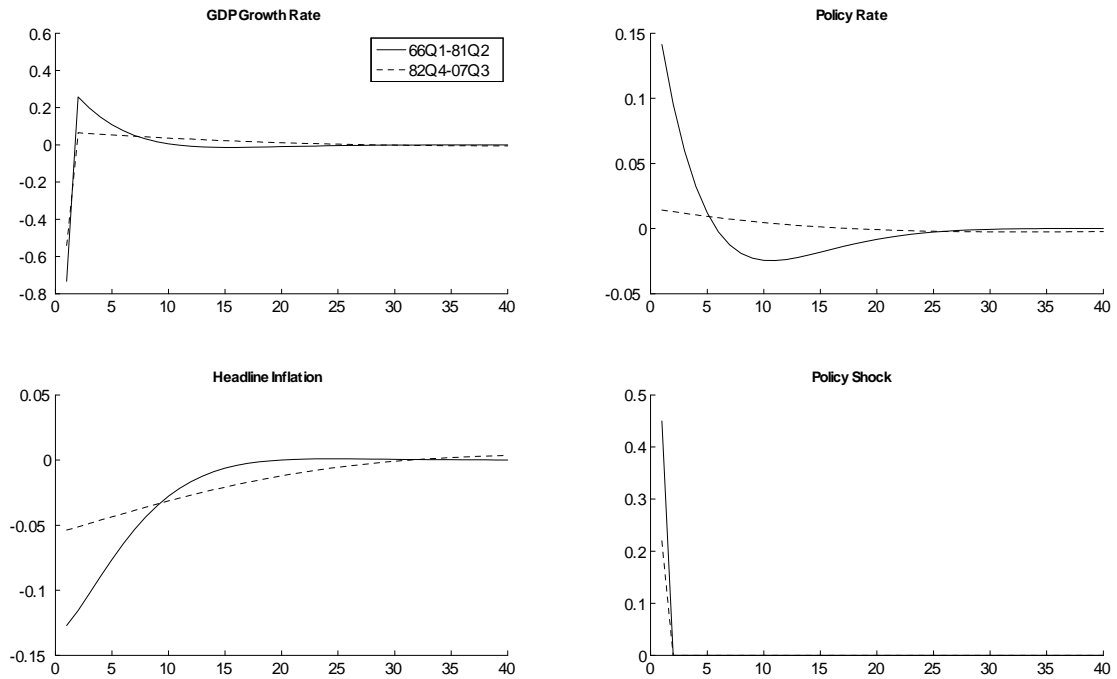 GDP Growth Rate
0.6
0.4
0.2
0
-0.2
-0.4
-0.6
-0.8
0 5 10 15 20 25 30 35 40
66Q1-81Q2
82Q4-07Q3
Policy Rate
0.15
0.1
0.05
0
-0.05
0 5 10 15 20 25 30 35 40
Headline Inflation
0.05
0
-0.05
-0.1
-0.15
0 5 10 15 20 25 30 35 40
Policy Shock
0.5
0.4
0.3
0.2
0.1
0
0 5 10 15 20 25 30 35 40